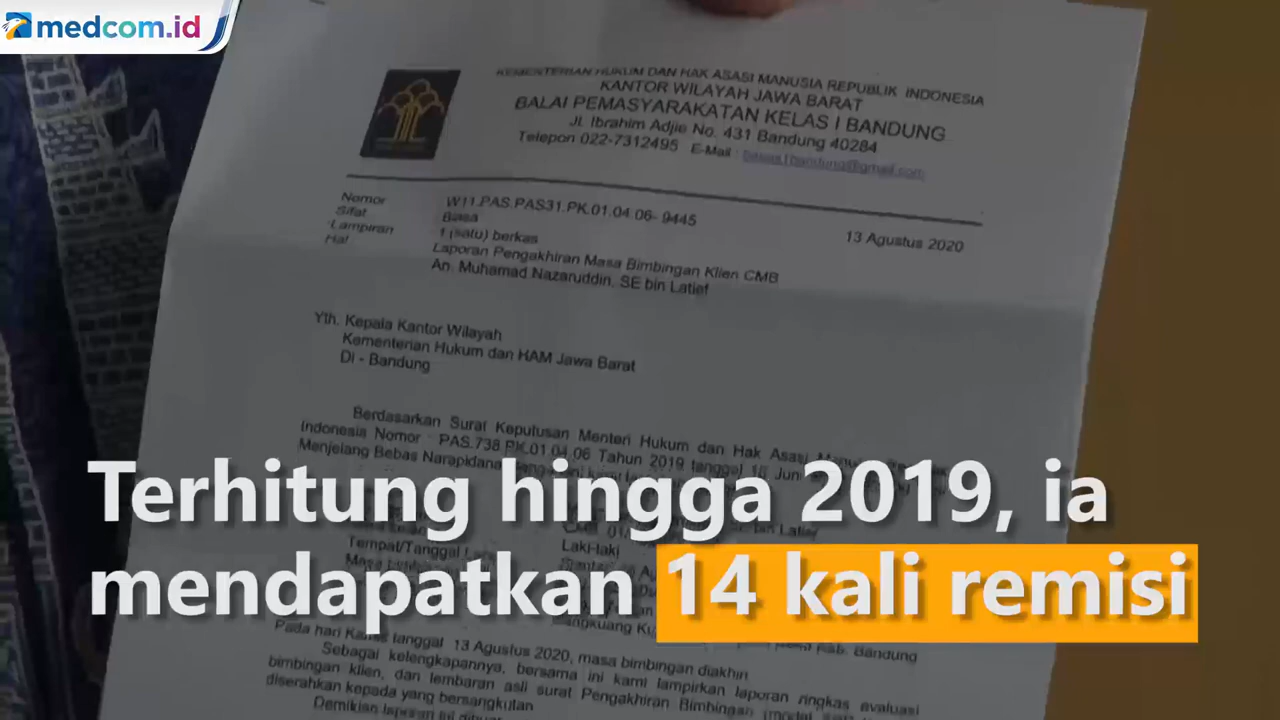 medcom.id
KEMENTERIAN HUKUM DAN HAK ASASI MANUSIA REPUBLIK INDONESIA
KANTOR WILAYAH JAWA BARAT
BALAI PEMASYARAKATAN KELAS I BANDUNG
Jl. Ibrahim Adjie No. 431 Bandung 40284
Telepon 022-7312495 E-Mail :
Nomor W11.PAS.PAS31.PK.01.04.06- 9445
13 Agustus 2020
Sifat Biasa
Lampiran 1 (satu) berkas
Hal Laporan Pengakhiran Masa Bimbingan Klien CMB
An. Muhamad Nazaruddin, SE bin Latief
Yth. Kepala Kantor Wilayah
Kementerian Hukum dan HAM Jawa Barat
Di - Bandung
Berdasarkan Surat Keputusan Menteri Hukum dan Hak Asasi
Indonesia Nomor : PAS.738.PK.01.04.06 Tahun 2019 tanggal
Menjelang Bebas Narapidana
Terhitung hingga 2019, ia
mendapatkan 14 kali remisi
Laki-laki
Tempat/Tanggal
Bandung
Pada hari Kamis tanggal 13 Agustus 2020, masa bimbingan diakhiri
Sebagai kelengkapannya, bersama ini kami lampirkan laporan ringkas evaluasi
bimbingan klien, dan lembaran asli surat Pengakhiran Bimbingan
diserahkan kepada yang bersangkutan
Demikian laporan ini